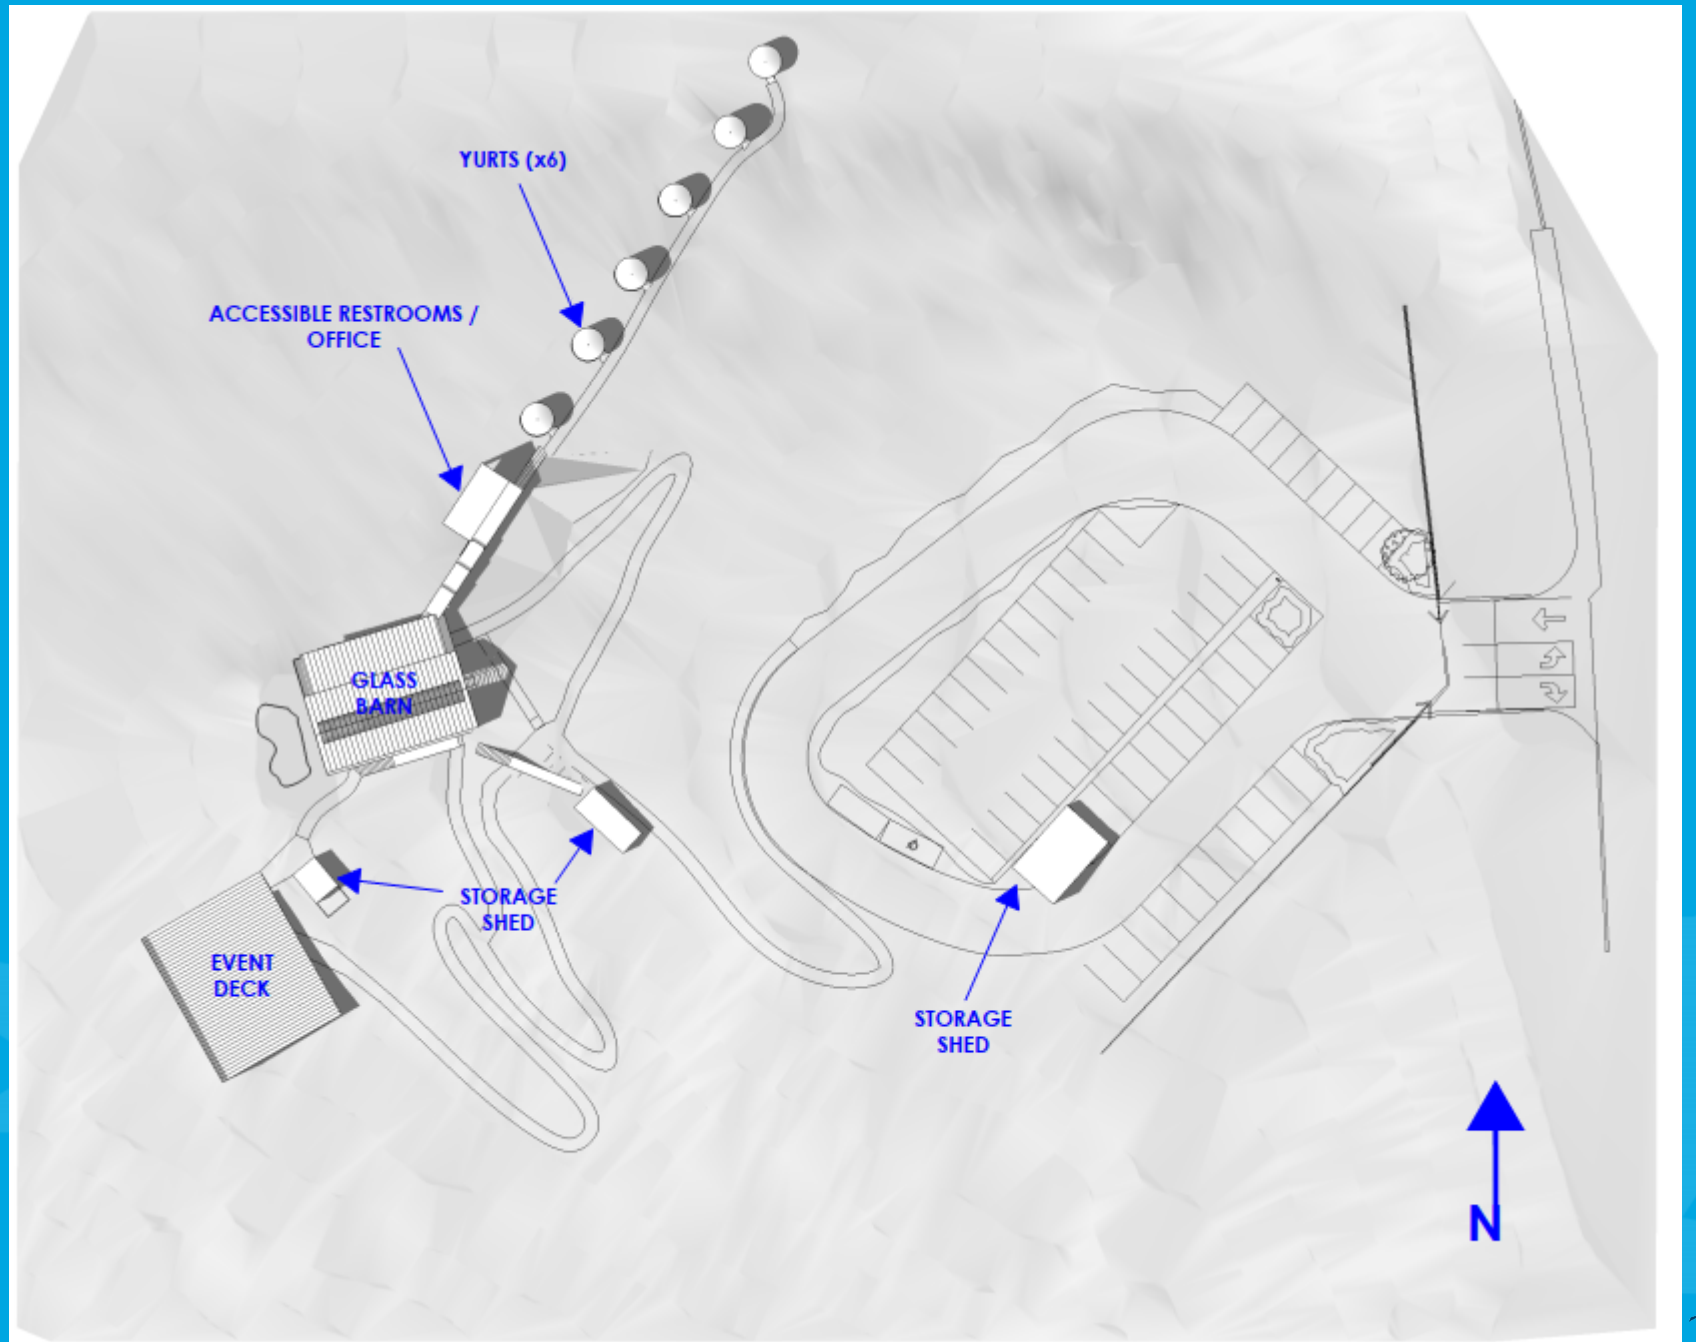 YURTS (x6)
ACCESSIBLE RESTROOMS /
OFFICE
GLASS
BARN
STORAGE
SHED
EVENT
DECK
STORAGE
SHED
N